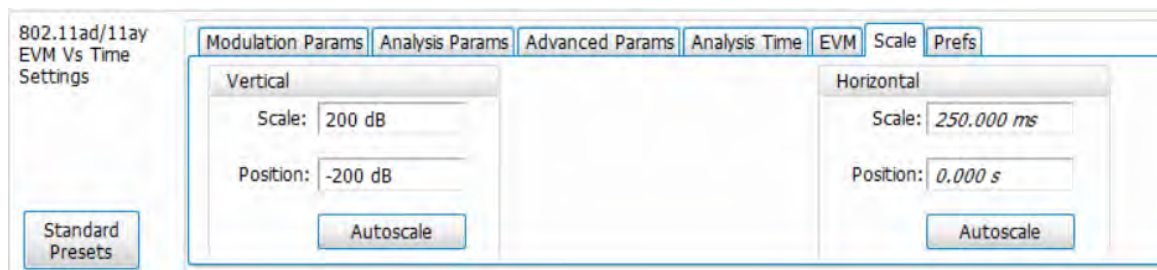 802.11ad/11ay
EVM Vs Time
Settings
Modulation Params Analysis Params Advanced Params Analysis Time EVM Scale Prefs
Vertical
Scale: 200 dB
Position: -200 dB
Autoscale
Horizontal
Scale: 250.000 ms
Position: 0.000 s
Autoscale
Standard
Presets